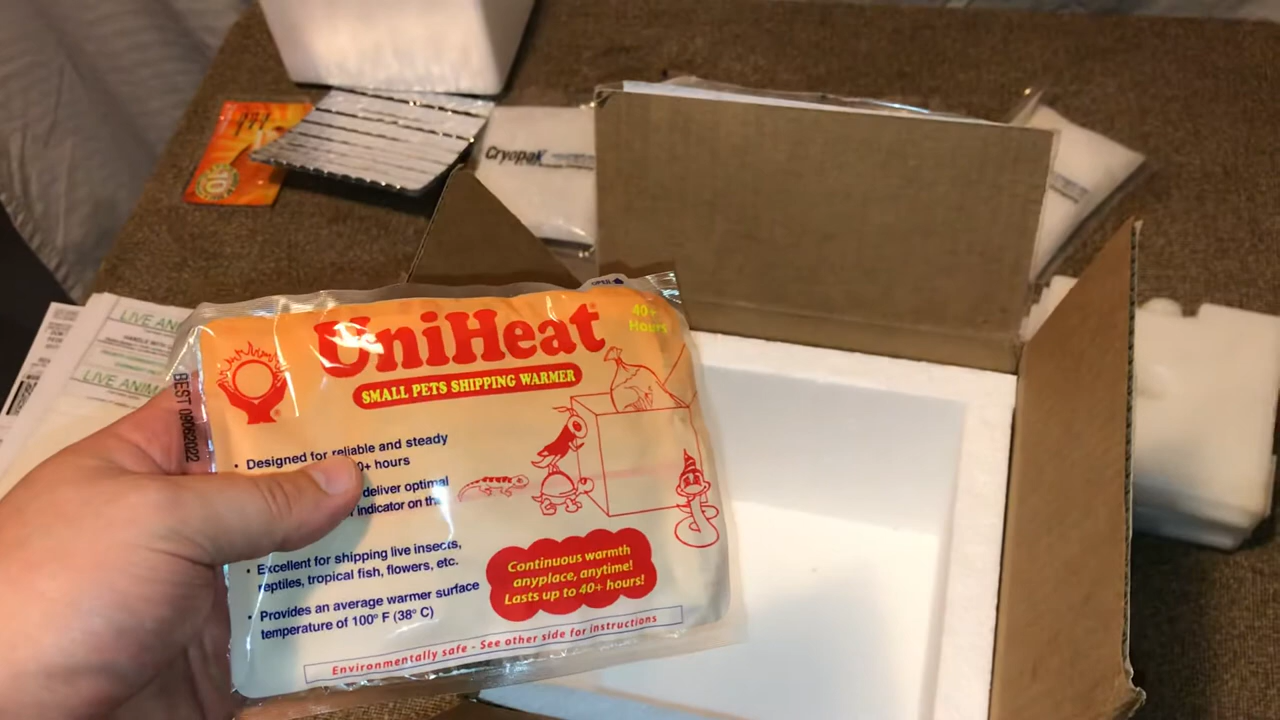 Cryopak
10
LIVE ANI
LIVE ANIM
UniHeat®
40+
Hours
SMALL PETS SHIPPING WARMER
BEST 09062022
• Designed for reliable and steady
0+ hours
deliver optimal
indicator on the
• Excellent for shipping live insects,
reptiles, tropical fish, flowers, etc.
• Provides an average warmer surface
temperature of 100° F (38° C)
Continuous warmth
anyplace, anytime!
Lasts up to 40+ hours!
Environmentally safe - See other side for instructions